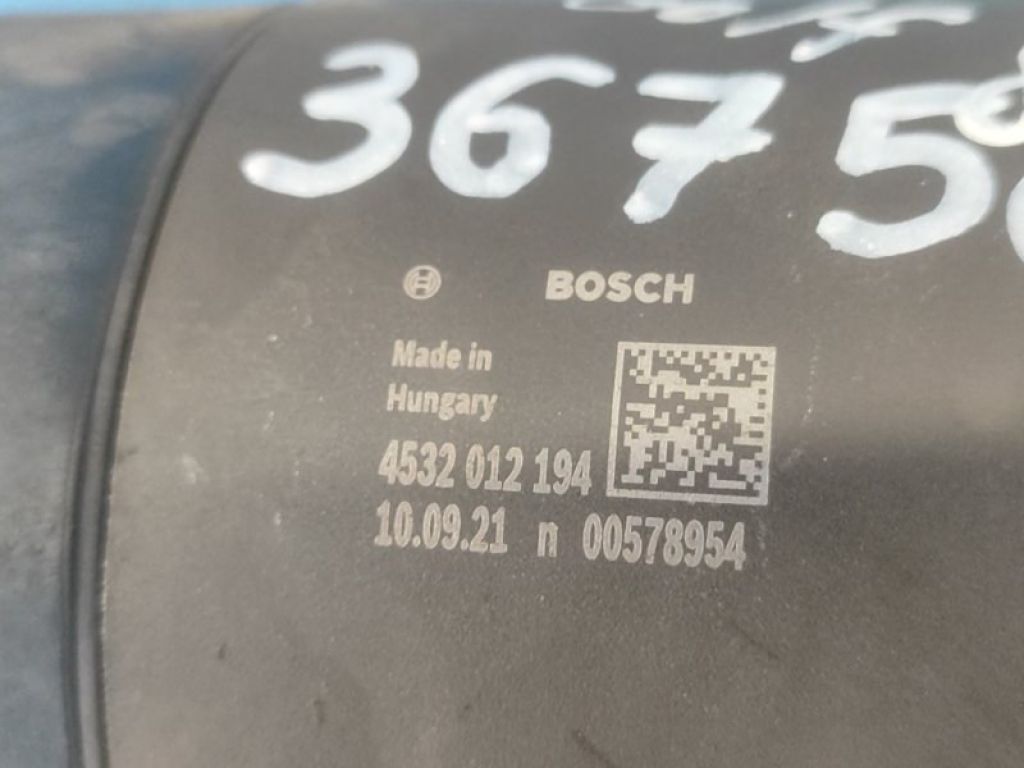 3675
BOSCH
Made in
Hungary
4532 012 194
10.09.21 n 00578954